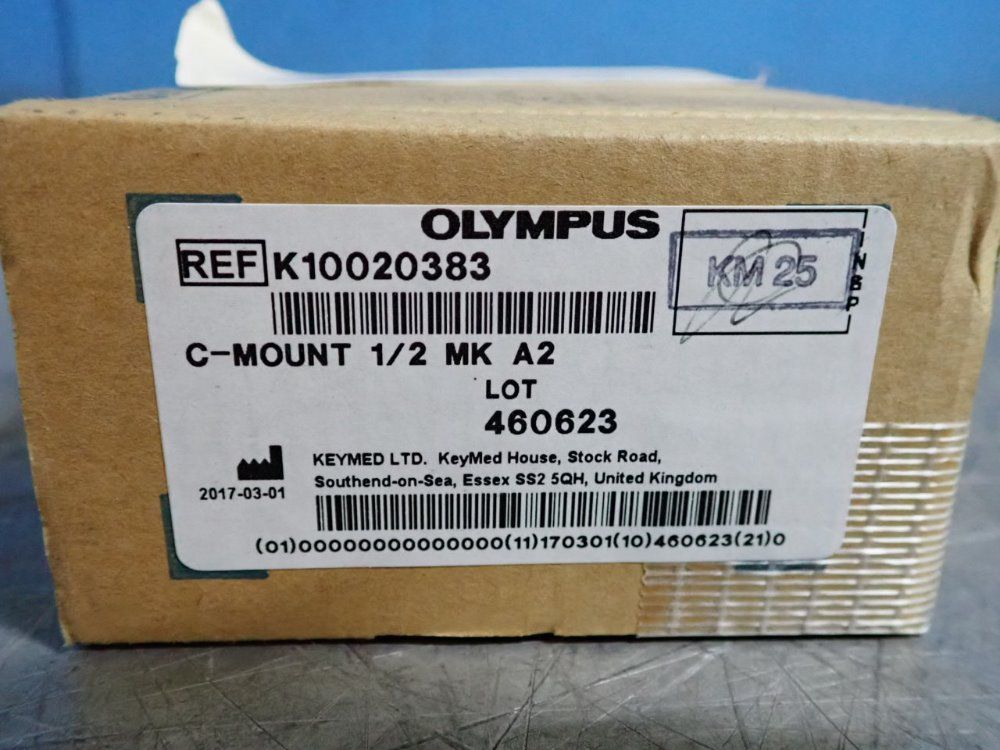 OLYMPUS
REF K10020383
KM 25
INBP
C-MOUNT 1/2 MK A2
LOT
460623
KEYMED LTD. KeyMed House, Stock Road,
Southend-on-Sea, Essex SS2 5QH, United Kingdom
2017-03-01
(01)00000000000000(11)170301(10)460623(21)0